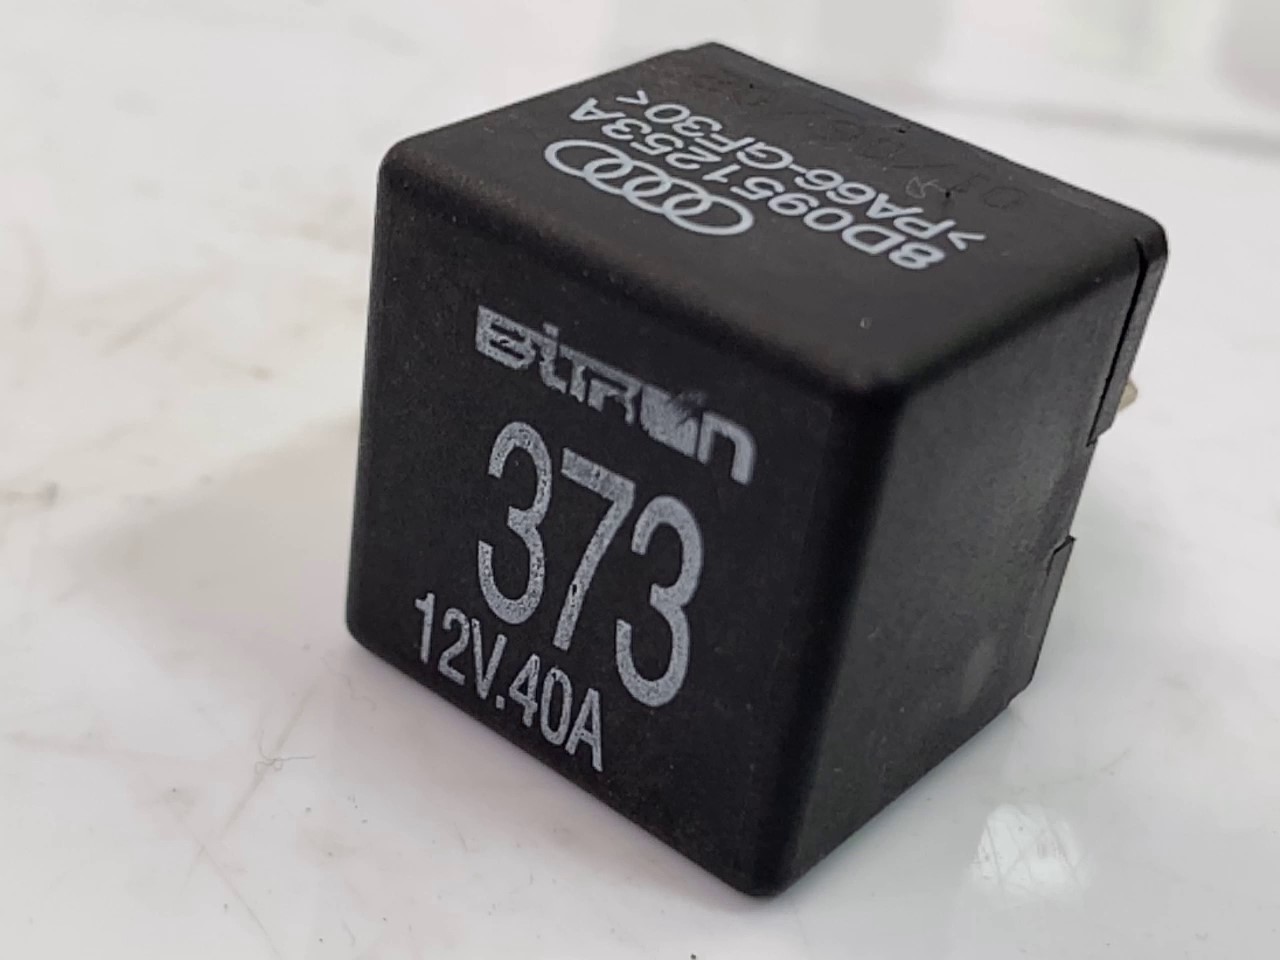 8D0951253A
>PA66-GF30<
BiTRON
373
12V.40A